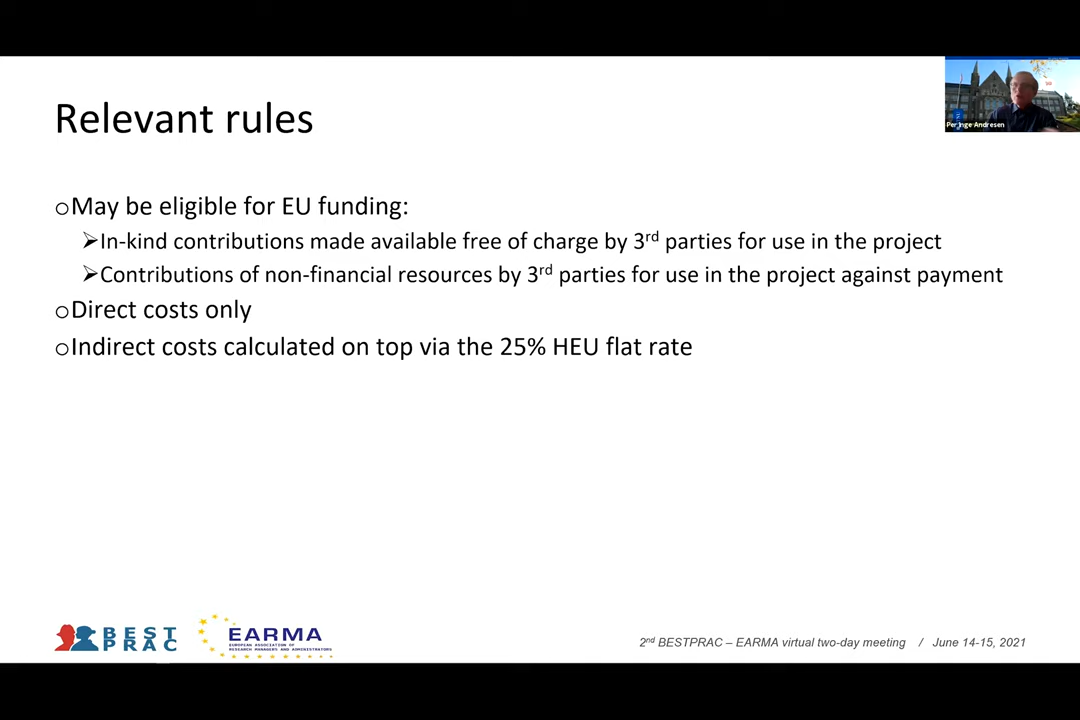 Relevant rules
Per Inge Andresen
oMay be eligible for EU funding:
➢In-kind contributions made available free of charge by 3rd parties for use in the project
➢Contributions of non-financial resources by 3rd parties for use in the project against payment
oDirect costs only
oIndirect costs calculated on top via the 25% HEU flat rate
BEST
PRAC
EARMA
EUROPEAN ASSOCIATION OF
RESEARCH MANAGERS AND ADMINISTRATORS
2nd BESTPRAC – EARMA virtual two-day meeting / June 14-15, 2021